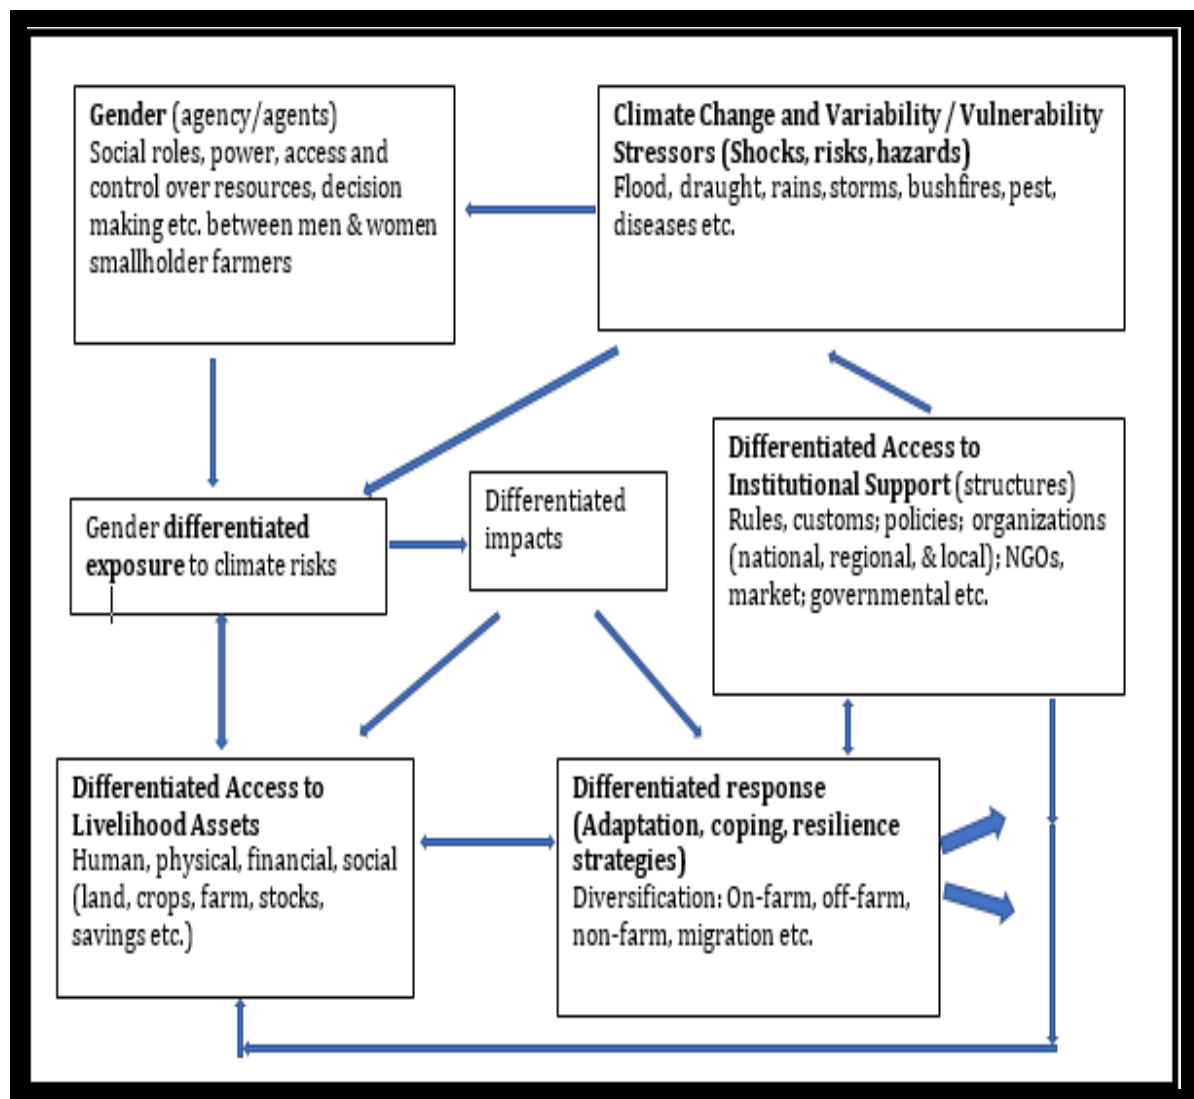 Gender (agency/agents)
Social roles, power, access and
control over resources, decision
making etc. between men & women
smallholder farmers
Climate Change and Variability / Vulnerability
Stressors (Shocks, risks, hazards)
Flood, draught, rains, storms, bushfires, pest,
diseases etc.
Differentiated Access to
Institutional Support (structures)
Rules, customs; policies; organizations
(national, regional, & local); NGOs,
market; governmental etc.
Gender differentiated
exposure to climate risks
Differentiated
impacts
Differentiated Access to
Livelihood Assets
Human, physical, financial, social
(land, crops, farm, stocks,
savings etc.)
Differentiated response
(Adaptation, coping, resilience
strategies)
Diversification: On-farm, off-farm,
non-farm, migration etc.